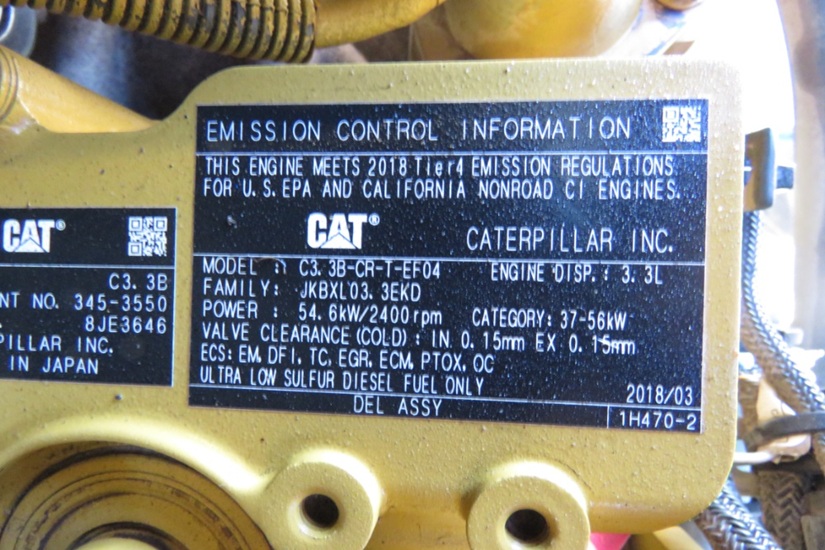 CAT®
C3.3B
NT NO. 345-3550
8JE3646
PILLAR INC.
IN JAPAN
EMISSION CONTROL INFORMATION
THIS ENGINE MEETS 2018 Tier4 EMISSION REGULATIONS
FOR U.S. EPA AND CALIFORNIA NONROAD CI ENGINES.
CAT® CATERPILLAR INC.
MODEL : C3.3B-CR-T-EF04 ENGINE DISP.: 3.3L
FAMILY: JKBXL03.3EKD
POWER : 54.6kW/2400rpm CATEGORY: 37-56kW
VALVE CLEARANCE(COLD): IN 0.15mm EX 0.15mm
ECS: EM, DFI, TC, EGR, ECM, PTOX, OC
ULTRA LOW SULFUR DIESEL FUEL ONLY
2018/03
DEL ASSY 1H470-2